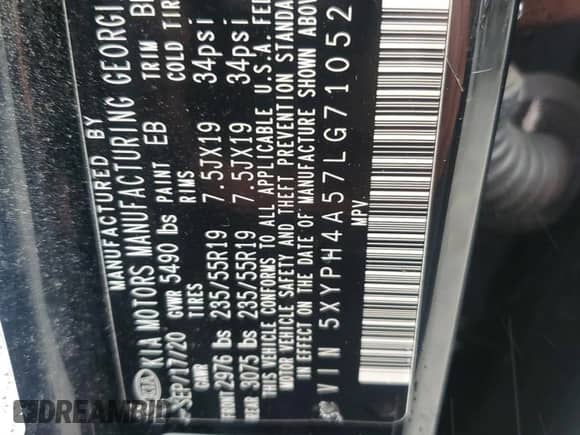 MANUFACTURED BY
KIA MOTORS MANUFACTURING GEORGI
SEP/17/20 GVWR 5490 lbs PAINT EB TRIM
GAWR TIRES RIMS COLD TIR
FRONT 2976 lbs 235/55R19 7.5JX19 34psi
REAR 3075 lbs 235/55R19 7.5JX19 34psi
THIS VEHICLE CONFORMS TO ALL APPLICABLE U.S.A. FEDE
MOTOR VEHICLE SAFETY AND THEFT PREVENTION STANDA
EFFECT ON THE DATE OF MANUFACTURE SHOWN ABOV
VIN 5XYPH4A57LG71052
MPV
DREAMBID